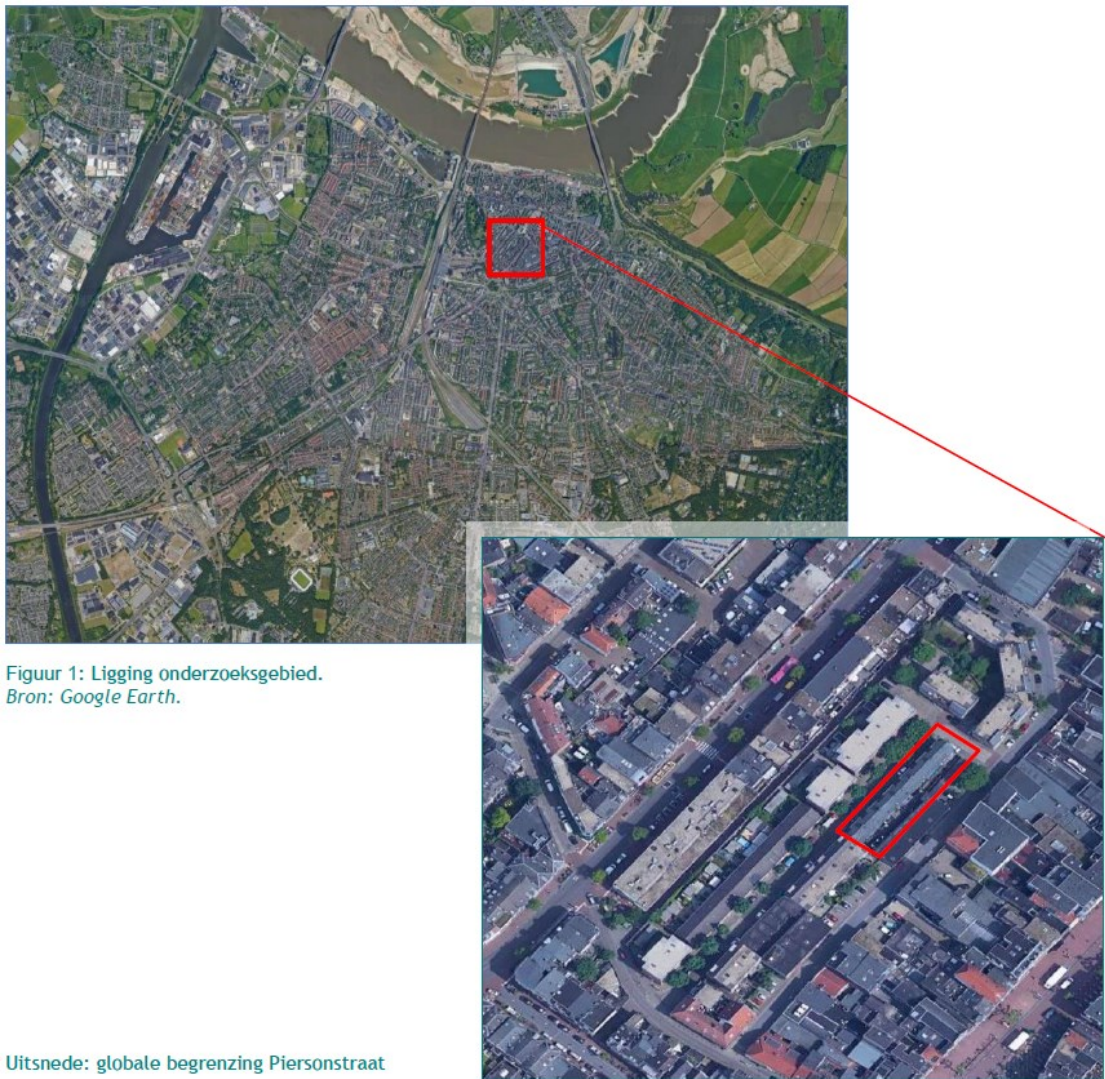 Figuur 1: Ligging onderzoeksgebied.
Bron: Google Earth.
Uitsnede: globale begrenzing Piersonstraat